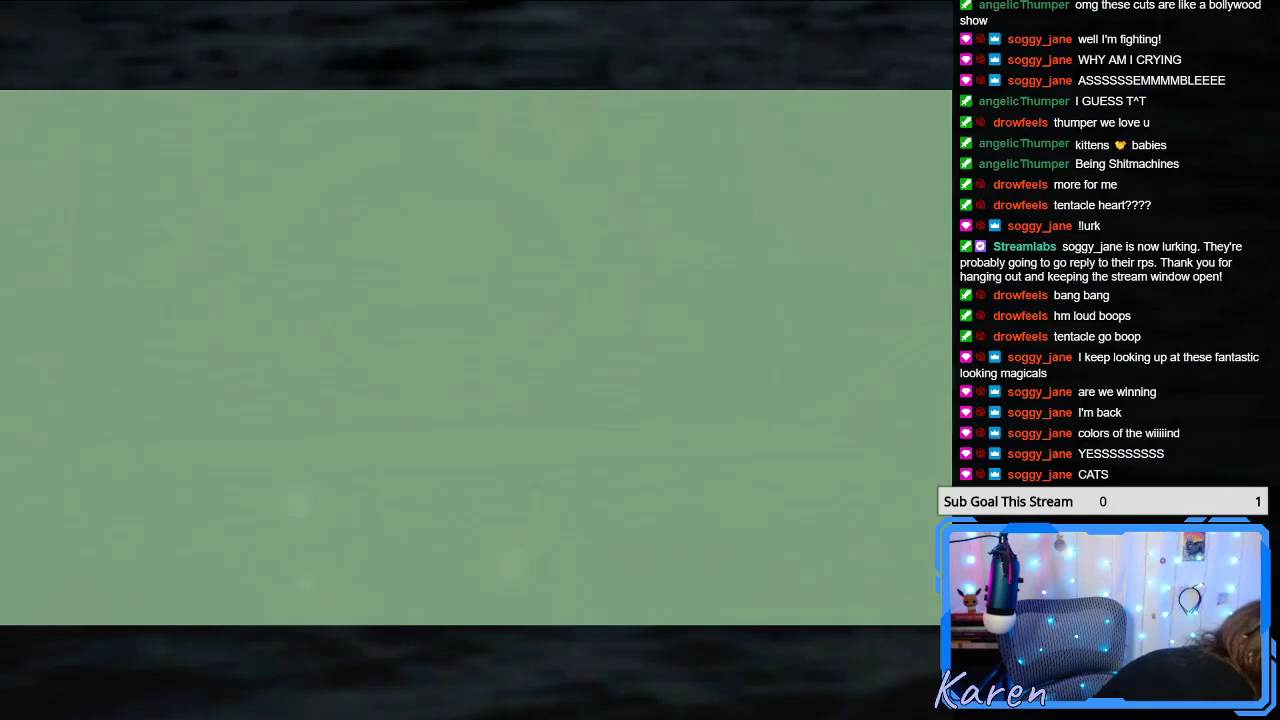 angelicThumper omg these cuts are like a bollywood
show
soggy_jane well I'm fighting!
soggy_jane WHY AM I CRYING
soggy_jane ASSSSSEMMMMBLEEEE
angelicThumper I GUESS T^T
drowfeels thumper we love u
angelicThumper kittens 🧡 babies
angelicThumper Being Shitmachines
drowfeels more for me
drowfeels tentacle heart????
soggy_jane !lurk
Streamlabs soggy_jane is now lurking. They're
probably going to go reply to their rps. Thank you for
hanging out and keeping the stream window open!
drowfeels bang bang
drowfeels hm loud boops
drowfeels tentacle go boop
soggy_jane I keep looking up at these fantastic
looking magicals
soggy_jane are we winning
soggy_jane I'm back
soggy_jane colors of the wiiiiind
soggy_jane YESSSSSSSSS
soggy_jane CATS
Sub Goal This Stream 0 1
Karen